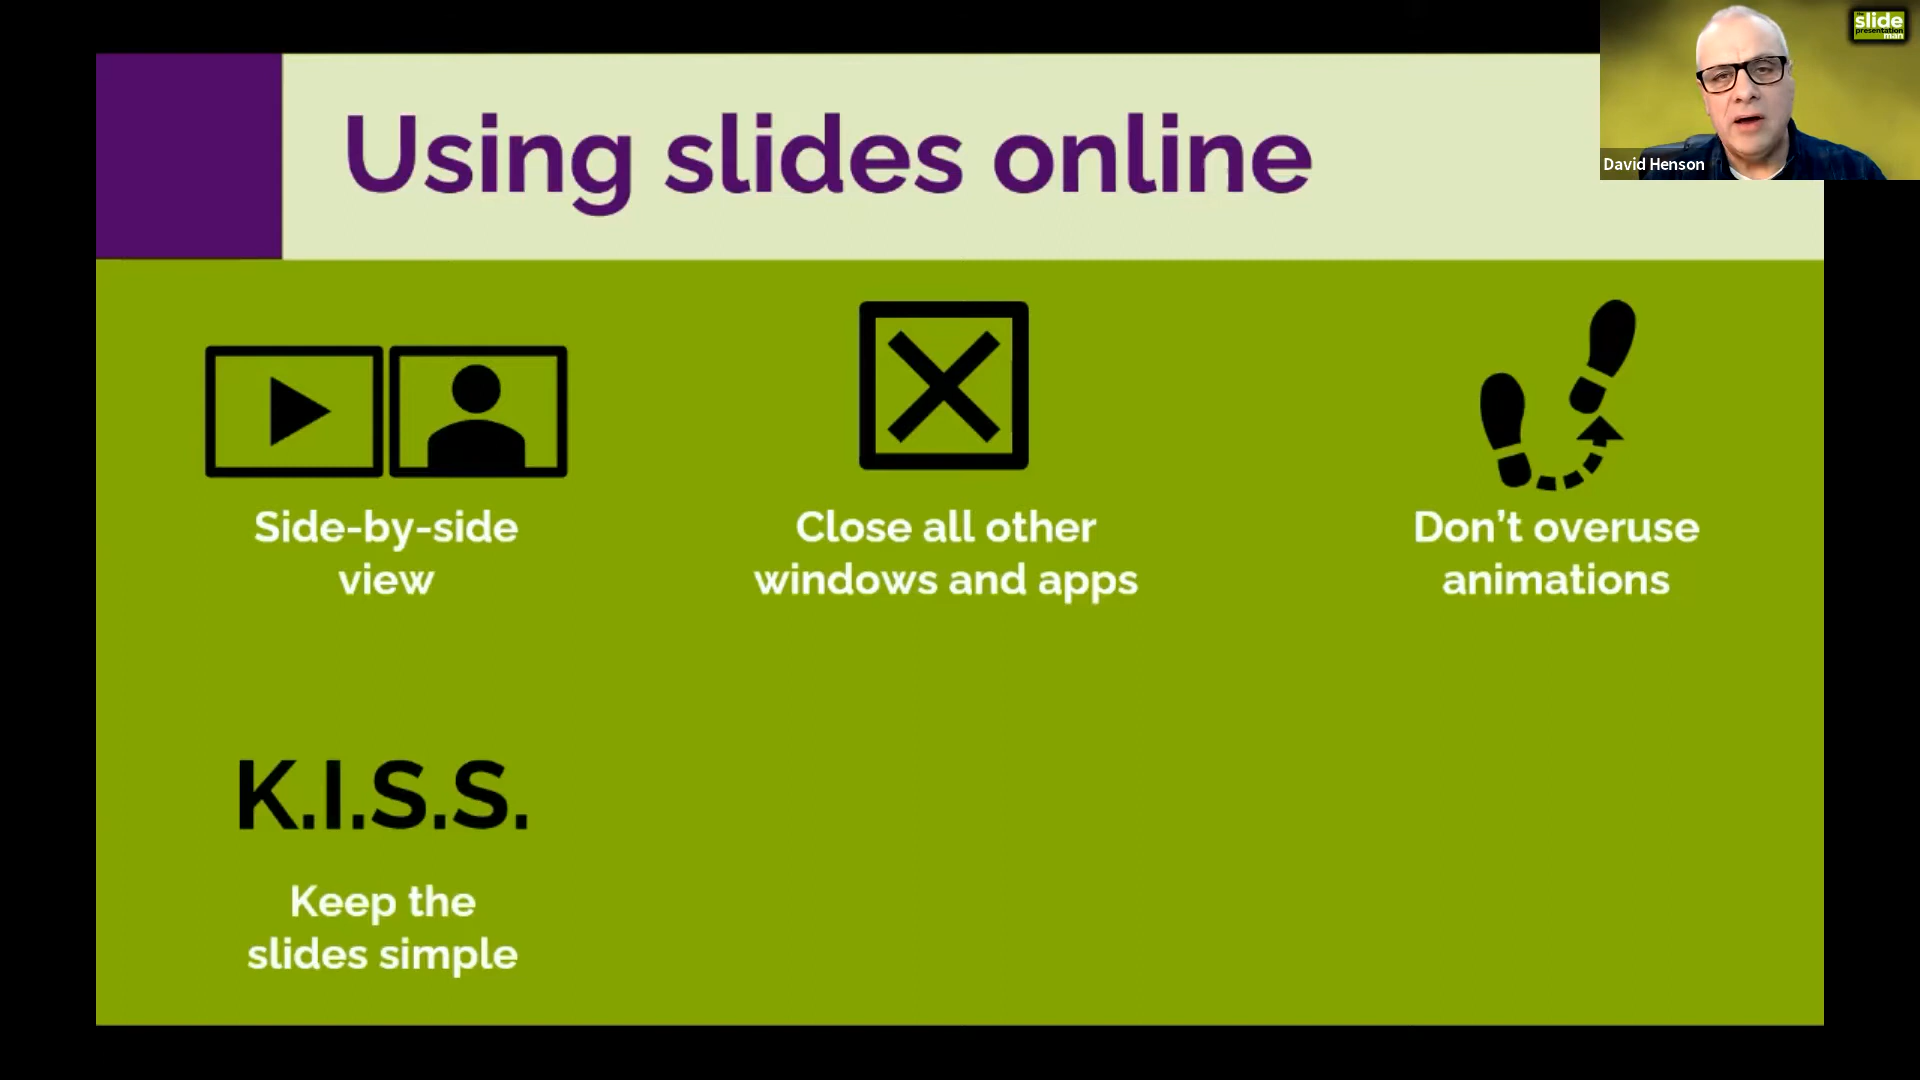 slide
presentation
man
David Henson
Using slides online
Side-by-side
view
Close all other
windows and apps
Don’t overuse
animations
K.I.S.S.
Keep the
slides simple